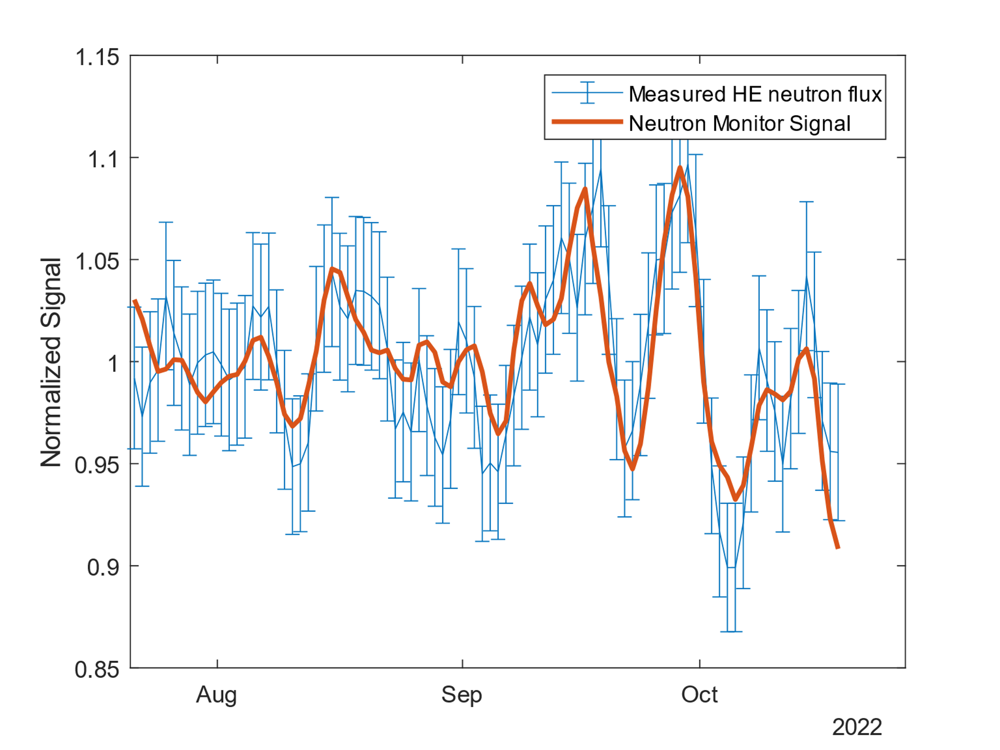 1.15
1.1
1.05
1
0.95
0.9
0.85
Normalized Signal
Measured HE neutron flux
Neutron Monitor Signal
Aug Sep Oct
2022